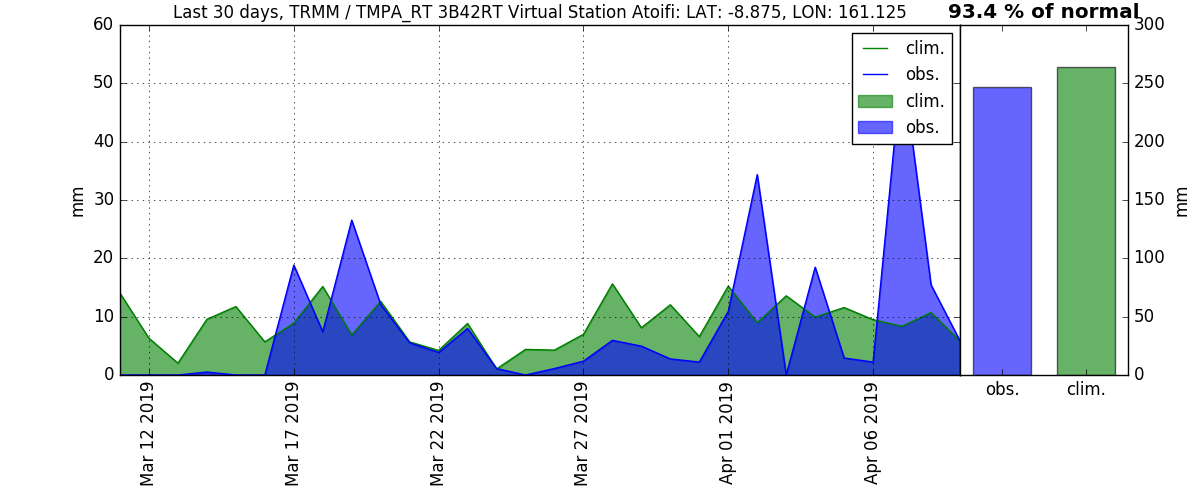 Last 30 days, TRMM / TMPA_RT 3B42RT Virtual Station Atoifi: LAT: -8.875, LON: 161.125
93.4 % of normal
60
50
40
30
20
10
0
mm
clim.
obs.
clim.
obs.
300
250
200
150
100
50
0
mm
Mar 12 2019
Mar 17 2019
Mar 22 2019
Mar 27 2019
Apr 01 2019
Apr 06 2019
obs.
clim.